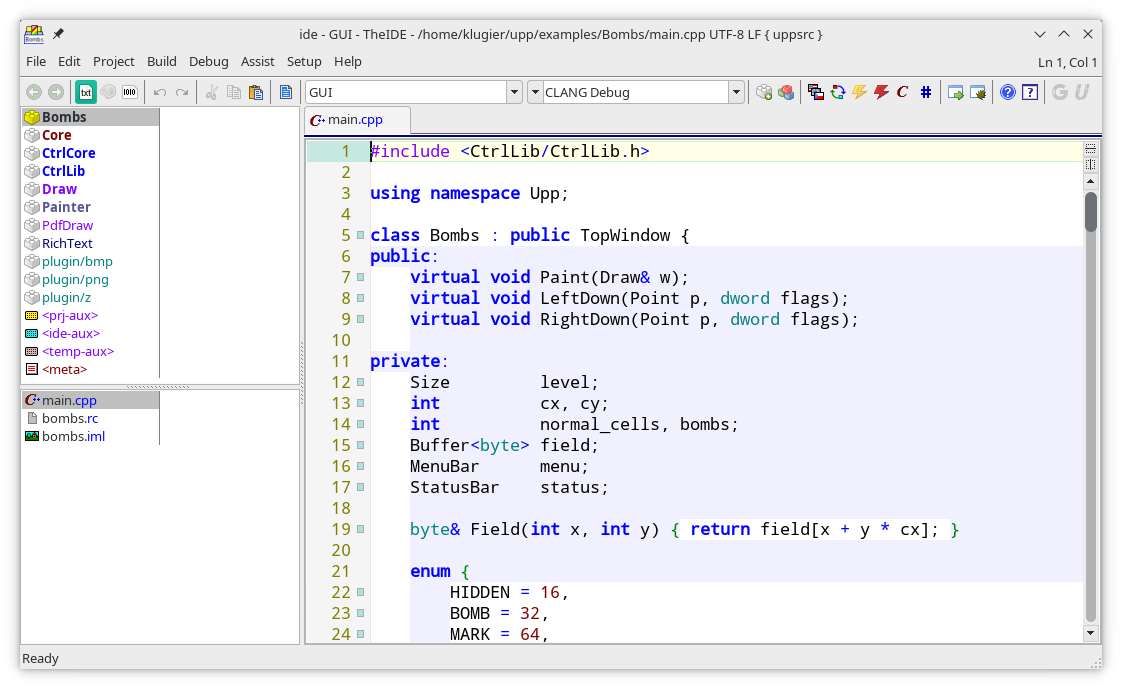 ide - GUI - TheIDE - /home/klugier/upp/examples/Bombs/main.cpp UTF-8 LF { uppsrc }
File Edit Project Build Debug Assist Setup Help Ln 1, Col 1
txt GUI CLANG Debug
Bombs
Core
CtrlCore
CtrlLib
Draw
Painter
PdfDraw
RichText
plugin/bmp
plugin/png
plugin/z
<prj-aux>
<ide-aux>
<temp-aux>
<meta>
main.cpp
bombs.rc
bombs.iml
main.cpp
1 #include <CtrlLib/CtrlLib.h>
2
3 using namespace Upp;
4
5 class Bombs : public TopWindow {
6 public:
7 virtual void Paint(Draw& w);
8 virtual void LeftDown(Point p, dword flags);
9 virtual void RightDown(Point p, dword flags);
10
11 private:
12 Size level;
13 int cx, cy;
14 int normal_cells, bombs;
15 Buffer<byte> field;
16 MenuBar menu;
17 StatusBar status;
18
19 byte& Field(int x, int y) { return field[x + y * cx]; }
20
21 enum {
22 HIDDEN = 16,
23 BOMB = 32,
24 MARK = 64,
Ready